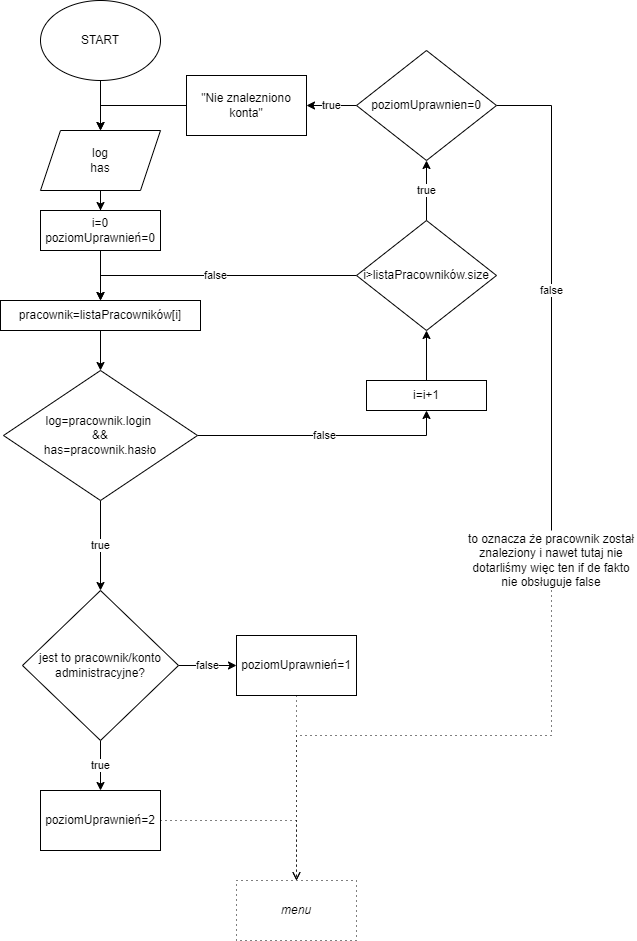 START
"Nie znalezniono
konta"
true
poziomUprawnien=0
log
has
true
i=0
poziomUprawnień=0
false
i>listaPracowników.size
false
pracownik=listaPracowników[i]
i=i+1
log=pracownik.login
&&
has=pracownik.hasło
false
true
to oznacza że pracownik został
znaleziony i nawet tutaj nie
dotarliśmy więc ten if de fakto
nie obsługuje false
jest to pracownik/konto
administracyjne?
false
poziomUprawnień=1
true
poziomUprawnień=2
menu